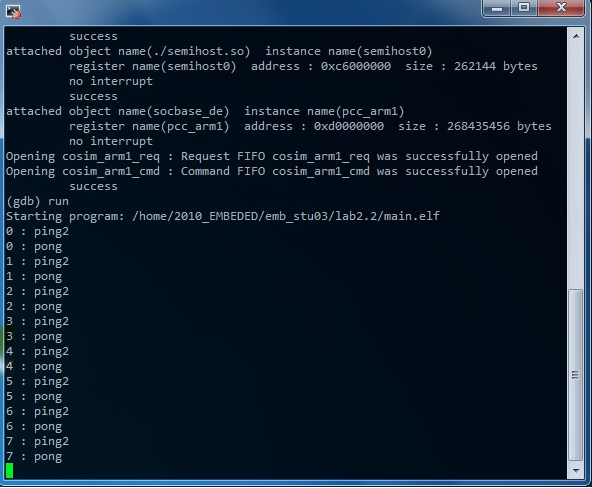 success
attached object name(./semihost.so)  instance name(semihost0)
register name(semihost0)  address : 0xc6000000  size : 262144 bytes
no interrupt
success
attached object name(socbase_de)  instance name(pcc_arm1)
register name(pcc_arm1)  address : 0xd0000000  size : 268435456 bytes
no interrupt
Opening cosim_arm1_req : Request FIFO cosim_arm1_req was successfully opened
Opening cosim_arm1_cmd : Command FIFO cosim_arm1_cmd was successfully opened
success
(gdb) run
Starting program: /home/2010_EMBEDED/emb_stu03/lab2.2/main.elf
0 : ping2
0 : pong
1 : ping2
1 : pong
2 : ping2
2 : pong
3 : ping2
3 : pong
4 : ping2
4 : pong
5 : ping2
5 : pong
6 : ping2
6 : pong
7 : ping2
7 : pong